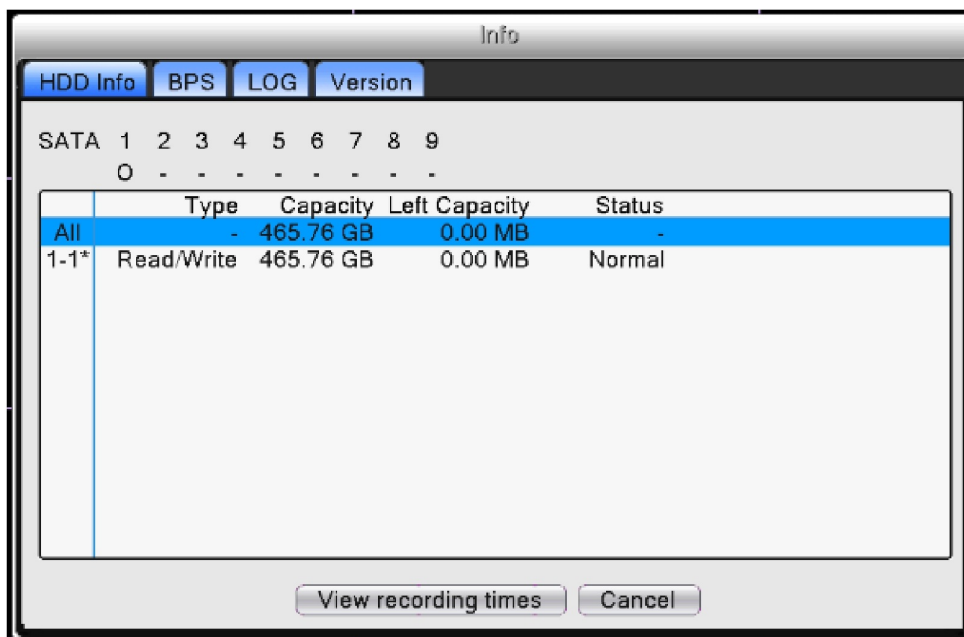 Info
HDD Info BPS LOG Version
SATA 1 2 3 4 5 6 7 8 9
O - - - - - - - -
Type Capacity Left Capacity Status
All - 465.76 GB 0.00 MB -
1-1* Read/Write 465.76 GB 0.00 MB Normal
View recording times Cancel